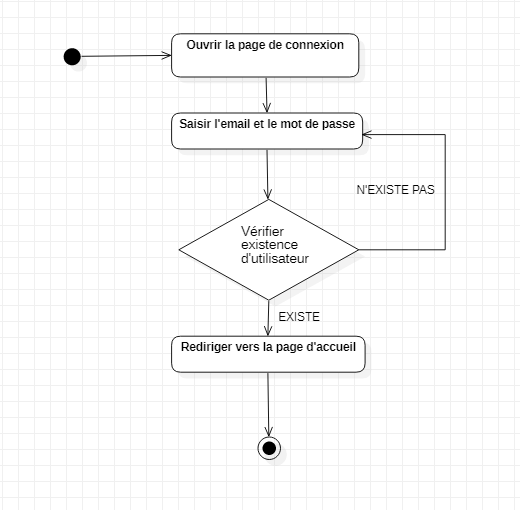 Ouvrir la page de connexion
Saisir l'email et le mot de passe
N'EXISTE PAS
Vérifier
existence
d'utilisateur
EXISTE
Rediriger vers la page d'accueil